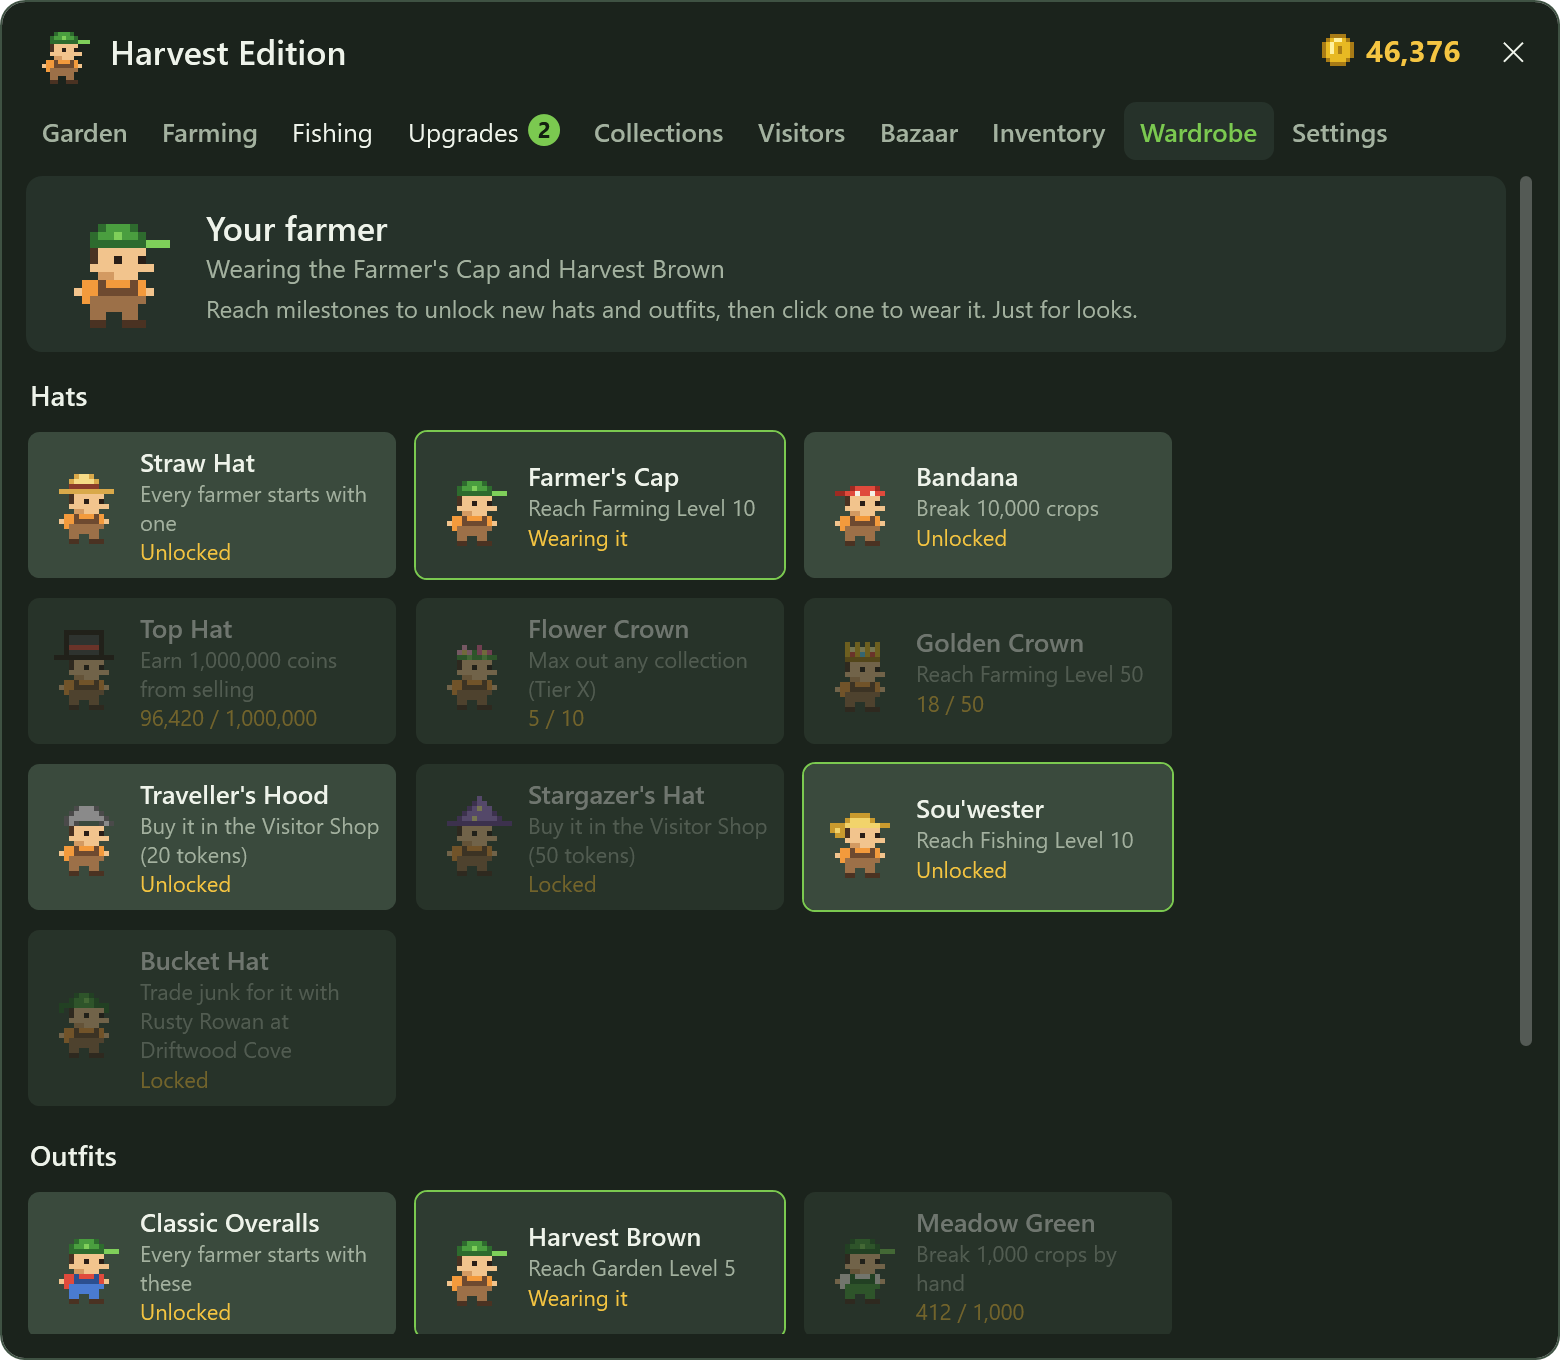 Harvest Edition
46,376
Garden Farming Fishing Upgrades 2 Collections Visitors Bazaar Inventory Wardrobe Settings
Your farmer
Wearing the Farmer's Cap and Harvest Brown
Reach milestones to unlock new hats and outfits, then click one to wear it. Just for looks.
Hats
Straw Hat
Every farmer starts with
one
Unlocked
Farmer's Cap
Reach Farming Level 10
Wearing it
Bandana
Break 10,000 crops
Unlocked
Top Hat
Earn 1,000,000 coins
from selling
96,420 / 1,000,000
Flower Crown
Max out any collection
(Tier X)
5 / 10
Golden Crown
Reach Farming Level 50
18 / 50
Traveller's Hood
Buy it in the Visitor Shop
(20 tokens)
Unlocked
Stargazer's Hat
Buy it in the Visitor Shop
(50 tokens)
Locked
Sou'wester
Reach Fishing Level 10
Unlocked
Bucket Hat
Trade junk for it with
Rusty Rowan at
Driftwood Cove
Locked
Outfits
Classic Overalls
Every farmer starts with
these
Unlocked
Harvest Brown
Reach Garden Level 5
Wearing it
Meadow Green
Break 1,000 crops by
hand
412 / 1,000